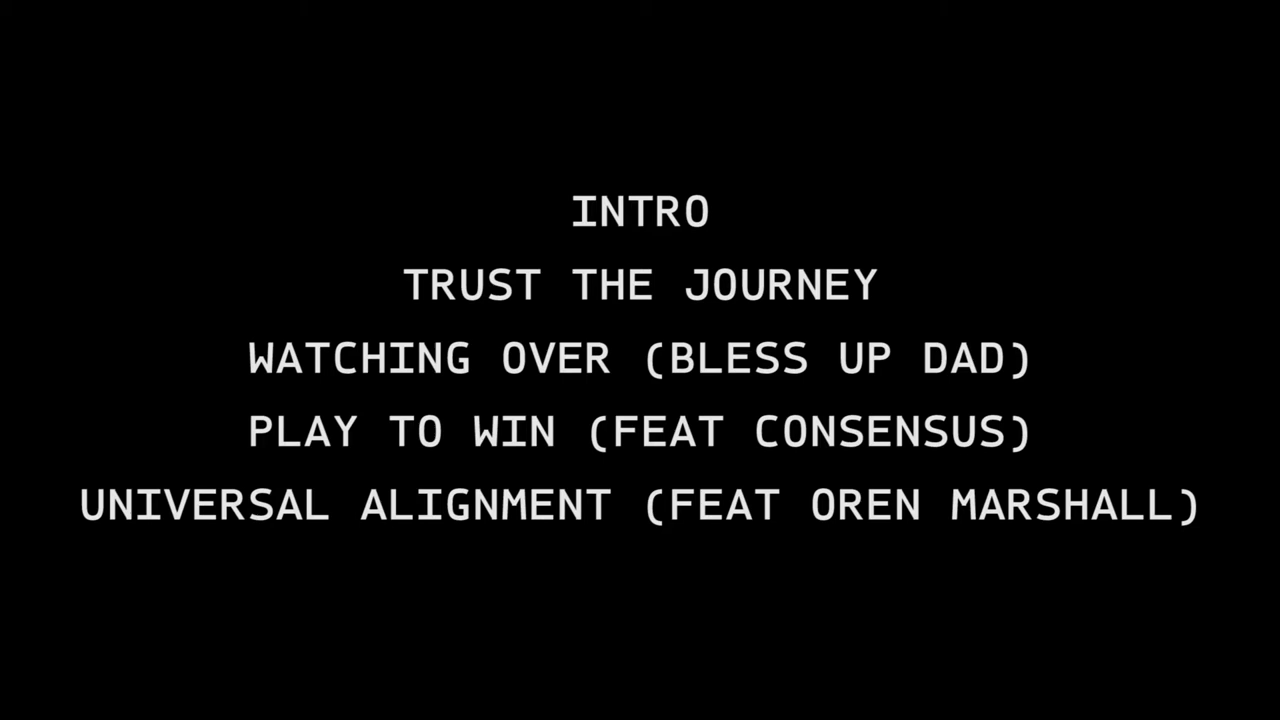 INTRO
TRUST THE JOURNEY
WATCHING OVER (BLESS UP DAD)
PLAY TO WIN (FEAT CONSENSUS)
UNIVERSAL ALIGNMENT (FEAT OREN MARSHALL)